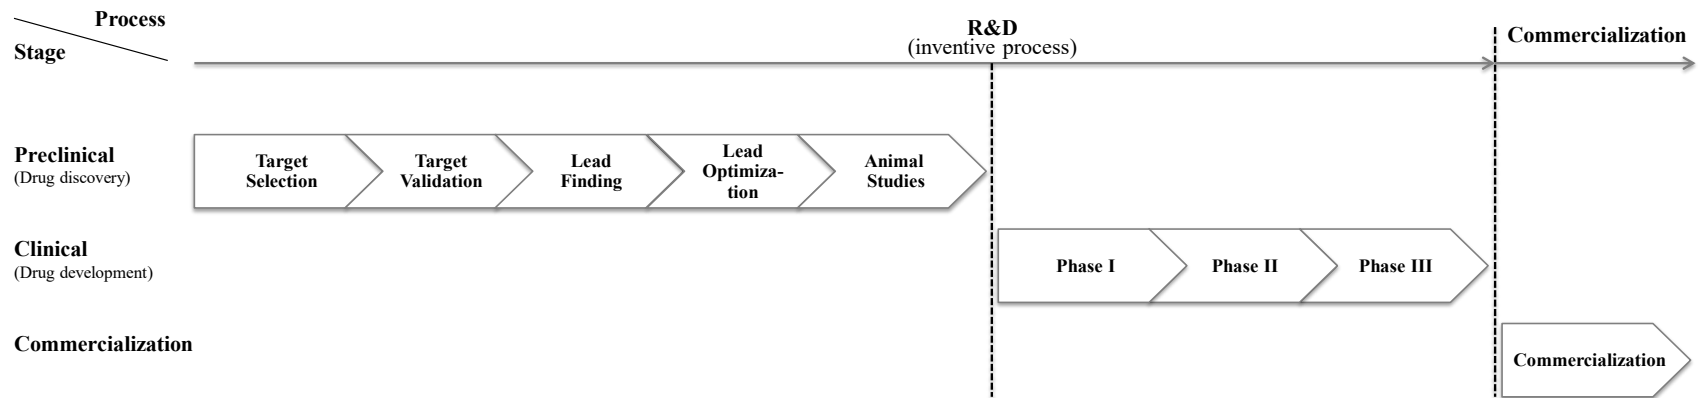 Process
Stage
R&D
(inventive process)
Commercialization
Preclinical
(Drug discovery)
Target
Selection
Target
Validation
Lead
Finding
Lead
Optimiza-
tion
Animal
Studies
Clinical
(Drug development)
Phase I
Phase II
Phase III
Commercialization
Commercialization